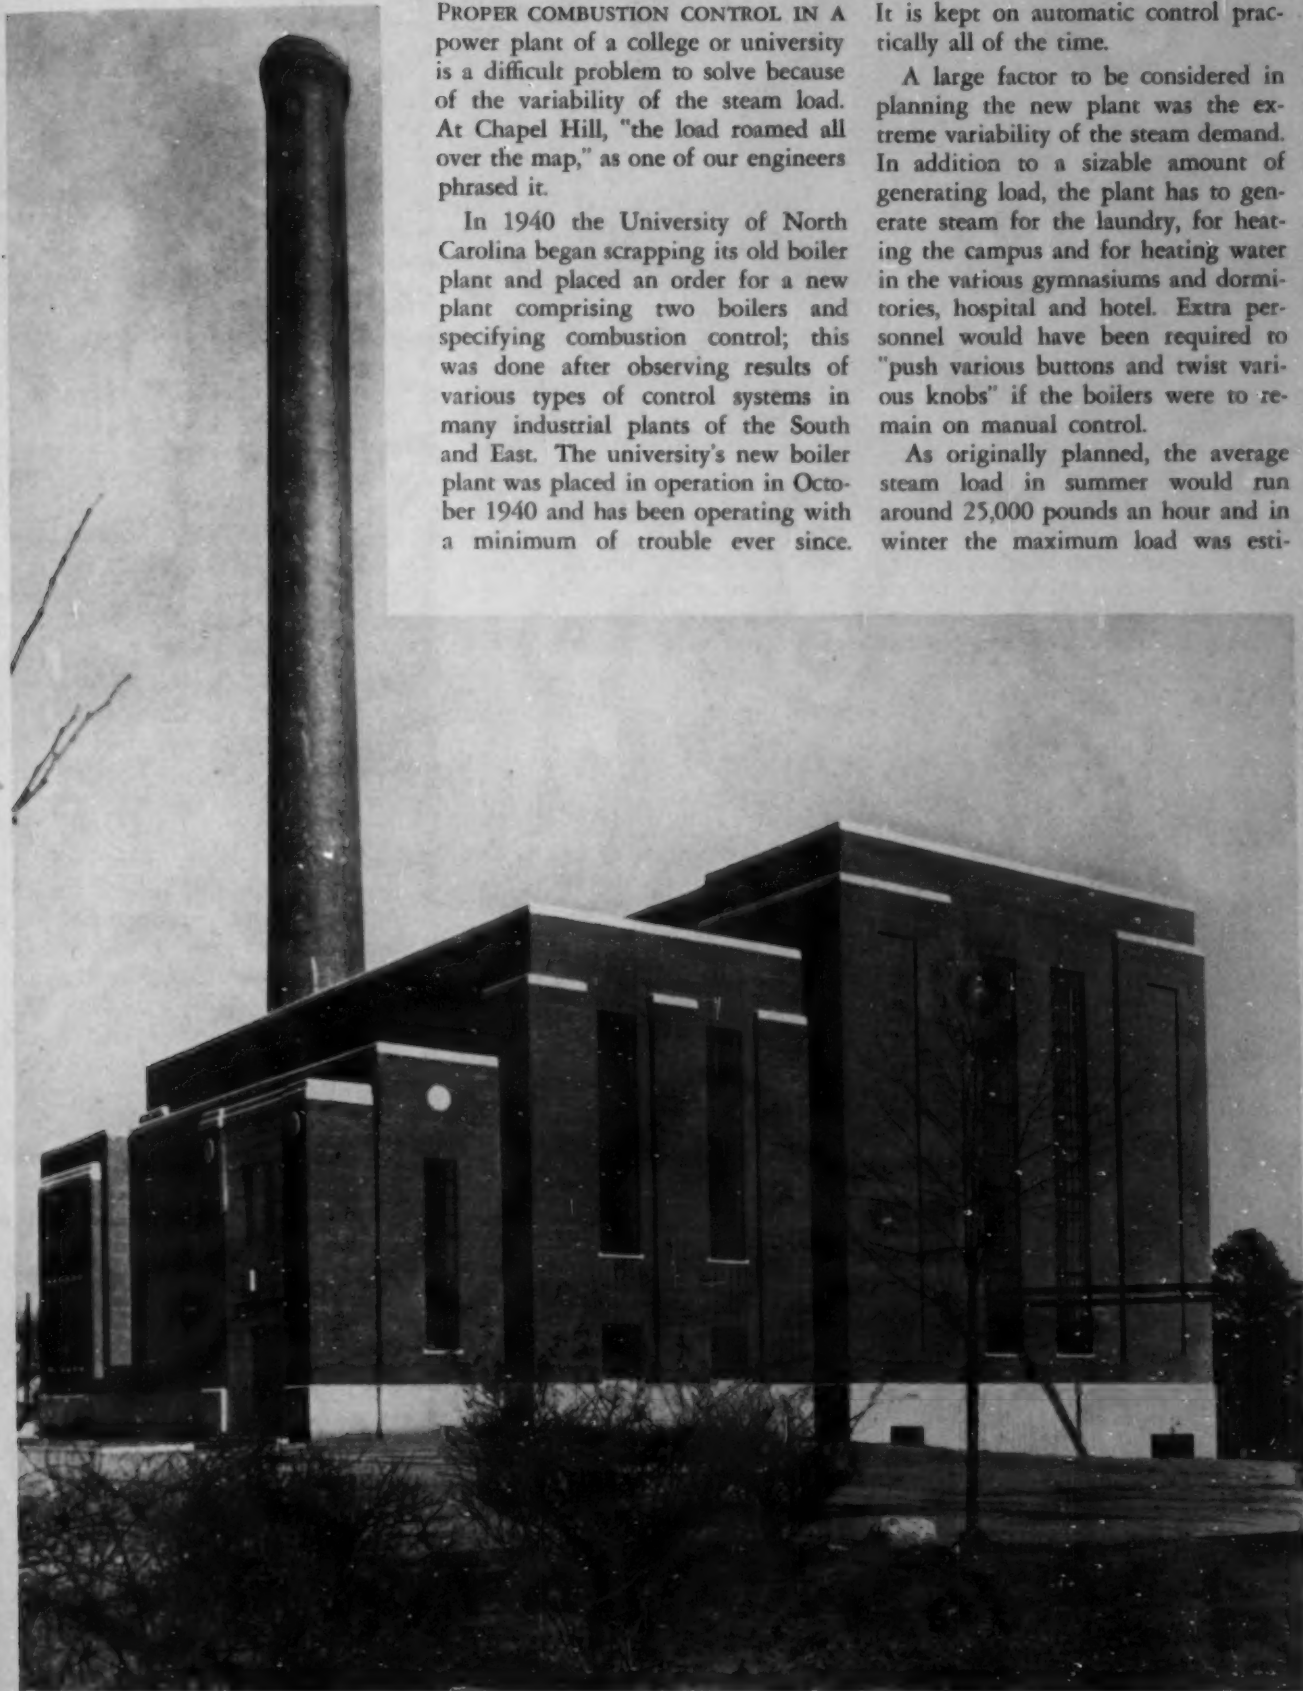 PROPER COMBUSTION CONTROL IN A
power plant of a college or university
is a difficult problem to solve because
of the variability of the steam load.
At Chapel Hill, "the load roamed all
over the map," as one of our engineers
phrased it.
In 1940 the University of North
Carolina began scrapping its old boiler
plant and placed an order for a new
plant comprising two boilers and
specifying combustion control; this
was done after observing results of
various types of control systems in
many industrial plants of the South
and East. The university's new boiler
plant was placed in operation in Octo-
ber 1940 and has been operating with
a minimum of trouble ever since.
It is kept on automatic control prac-
tically all of the time.
A large factor to be considered in
planning the new plant was the ex-
treme variability of the steam demand.
In addition to a sizable amount of
generating load, the plant has to gen-
erate steam for the laundry, for heat-
ing the campus and for heating water
in the various gymnasiums and dormi-
tories, hospital and hotel. Extra per-
sonnel would have been required to
"push various buttons and twist vari-
ous knobs" if the boilers were to re-
main on manual control.
As originally planned, the average
steam load in summer would run
around 25,000 pounds an hour and in
winter the maximum load was esti-